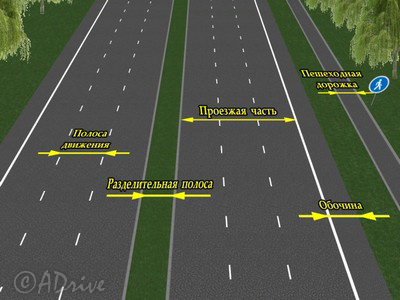 Пешеходная
дорожка
Проезжая часть
Полоса
движения
Разделительная полоса
Обочина
©ADrive